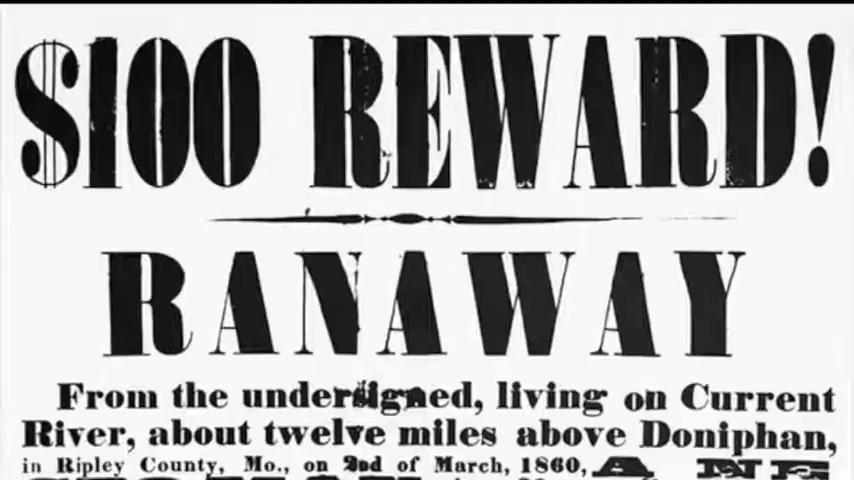 $100 REWARD!
RANAWAY
From the undersigned, living on Current
River, about twelve miles above Doniphan,
in Ripley County, Mo., on 2nd of March, 1860, A